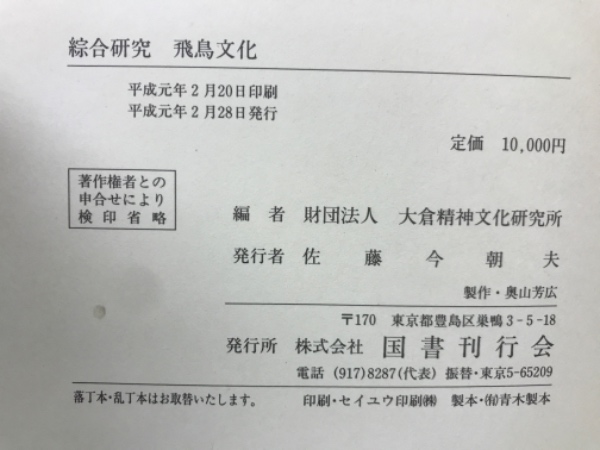 綜合研究　飛鳥文化
平成元年2月20日印刷
平成元年2月28日発行
定価　10,000円
著作権者との
申合せにより
検印省略
編　者　財団法人　大倉精神文化研究所
発行者　佐　藤　今　朝　夫
製作・奥山芳広
〒170　東京都豊島区巣鴨3-5-18
発行所　株式会社　国書刊行会
電話 (917)8287(代表) 振替・東京5-65209
落丁本・乱丁本はお取替いたします。　印刷・セイユウ印刷㈱　製本・㈲青木製本